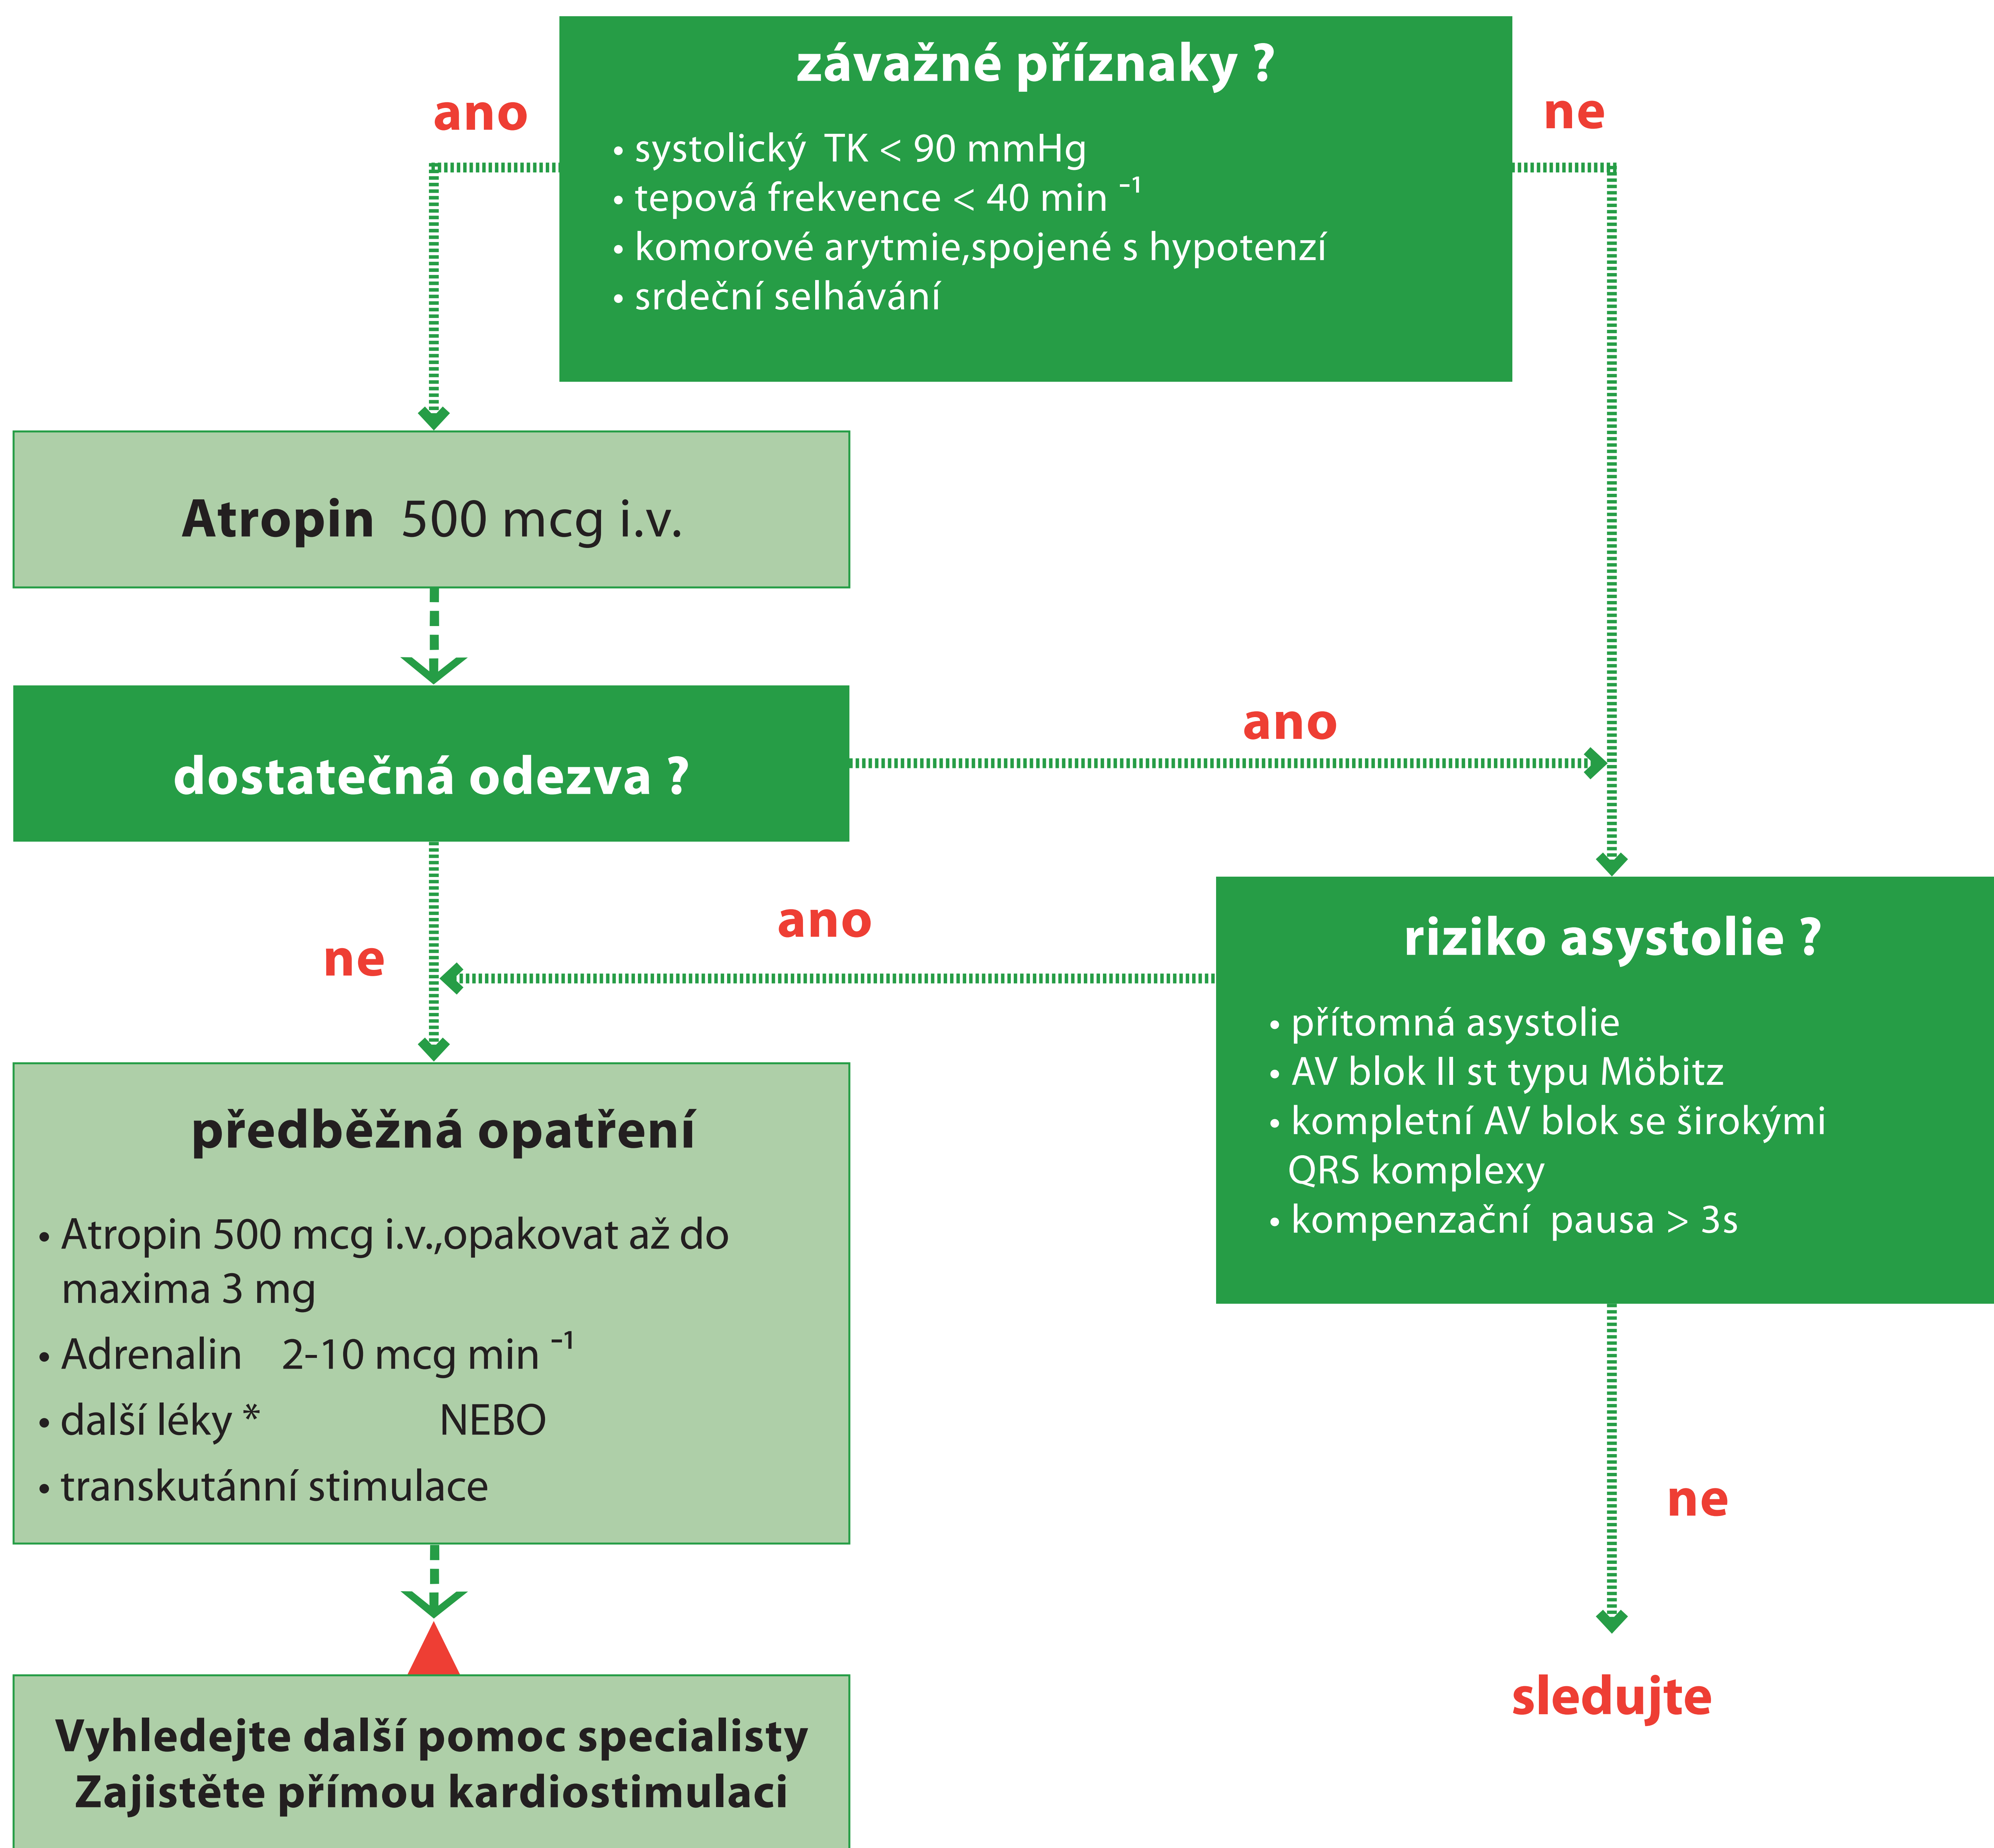 závažné příznaky ?
ano
ne
• systolický TK < 90 mmHg
• tepová frekvence < 40 min ⁻¹
• komorové arytmie,spojené s hypotenzí
• srdeční selhávání
Atropin 500 mcg i.v.
dostatečná odezva ?
ano
ne
ano
riziko asystolie ?
• přítomná asystolie
• AV blok II st typu Möbitz
• kompletní AV blok se širokými
QRS komplexy
• kompenzační pausa > 3s
předběžná opatření
• Atropin 500 mcg i.v.,opakovat až do
maxima 3 mg
• Adrenalin 2-10 mcg min ⁻¹
• další léky * NEBO
• transkutánní stimulace
ne
sledujte
Vyhledejte další pomoc specialisty
Zajistěte přímou kardiostimulaci